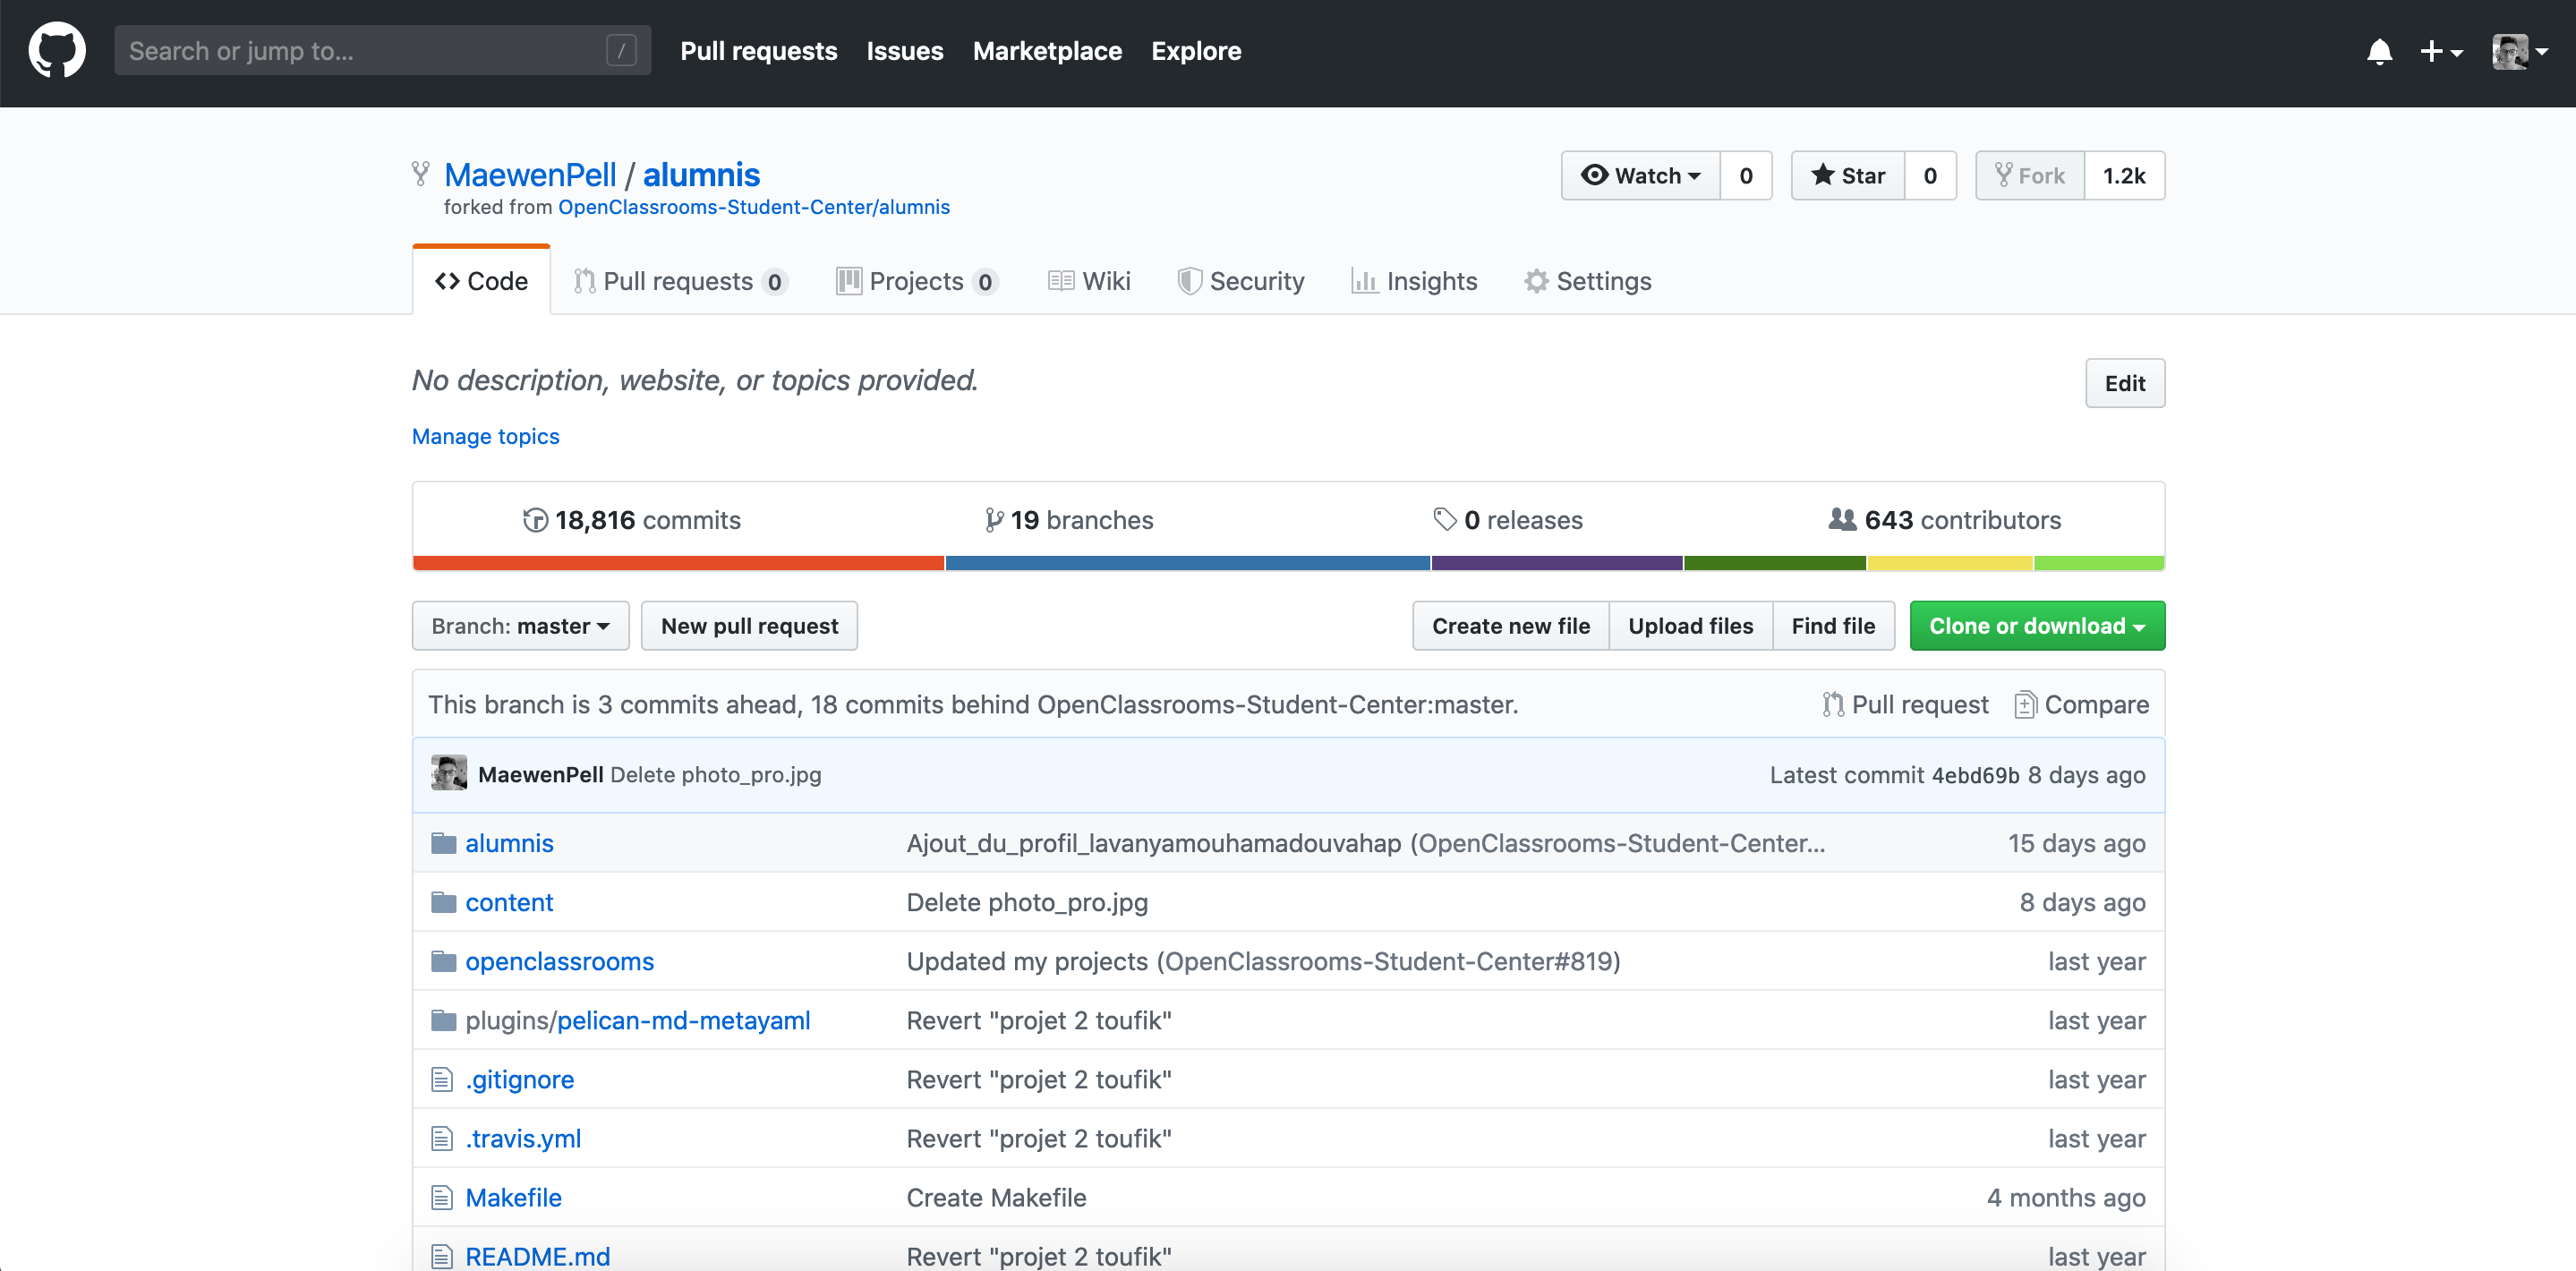 Search or jump to... /
Pull requests Issues Marketplace Explore
MaewenPell / alumnis
forked from OpenClassrooms-Student-Center/alumnis
Watch 0 Star 0 Fork 1.2k
Code Pull requests 0 Projects 0 Wiki Security Insights Settings
No description, website, or topics provided.
Edit
Manage topics
18,816 commits 19 branches 0 releases 643 contributors
Branch: master New pull request Create new file Upload files Find file Clone or download
This branch is 3 commits ahead, 18 commits behind OpenClassrooms-Student-Center:master. Pull request Compare
MaewenPell Delete photo_pro.jpg Latest commit 4ebd69b 8 days ago
alumnis Ajout_du_profil_lavanyamouhamadouvahap (OpenClassrooms-Student-Center... 15 days ago
content Delete photo_pro.jpg 8 days ago
openclassrooms Updated my projects (OpenClassrooms-Student-Center#819) last year
plugins/pelican-md-metayaml Revert "projet 2 toufik" last year
.gitignore Revert "projet 2 toufik" last year
.travis.yml Revert "projet 2 toufik" last year
Makefile Create Makefile 4 months ago
README.md Revert "projet 2 toufik" last year